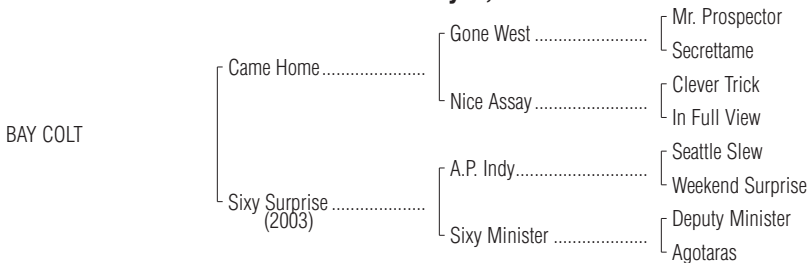 Mr. Prospector
Gone West ........................
Secrettame
Came Home......................
Clever Trick
Nice Assay........................
In Full View
BAY COLT
Seattle Slew
A.P. Indy............................
Weekend Surprise
Sixy Surprise ....................
(2003)
Deputy Minister
Sixy Minister ....................
Agotaras